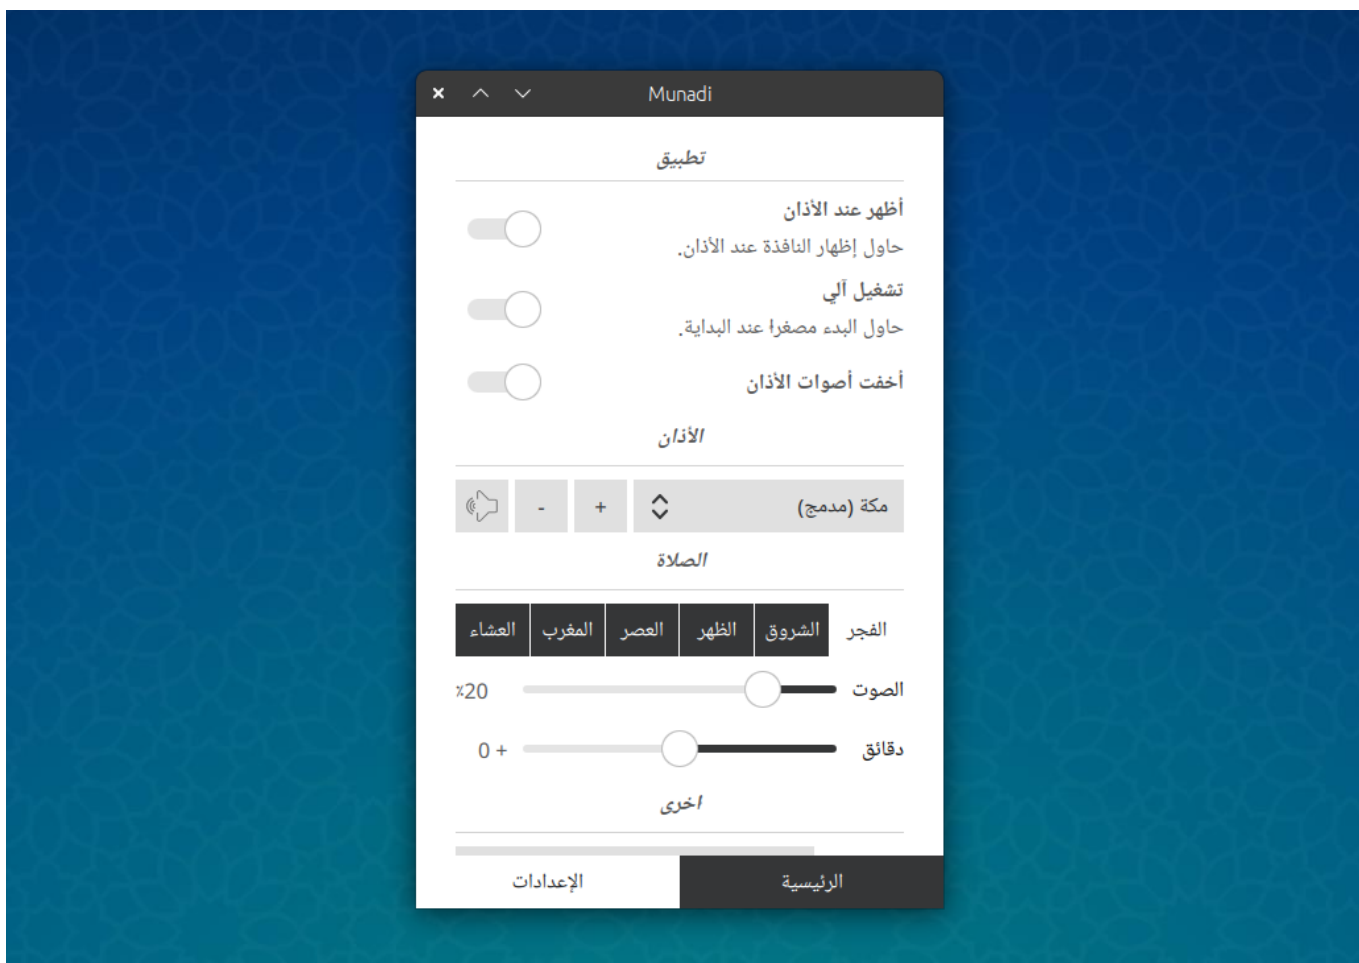 Munadi
تطبيق
أظهر عند الأذان
حاول إظهار النافذة عند الأذان.
تشغيل آلي
حاول البدء مصغرا عند البداية.
أخفت أصوات الأذان
الأذان
مكة (مدمج) + -
الصلاة
الفجر الشروق الظهر العصر المغرب العشاء
الصوت 20٪
دقائق + 0
اخرى
الرئيسية الإعدادات